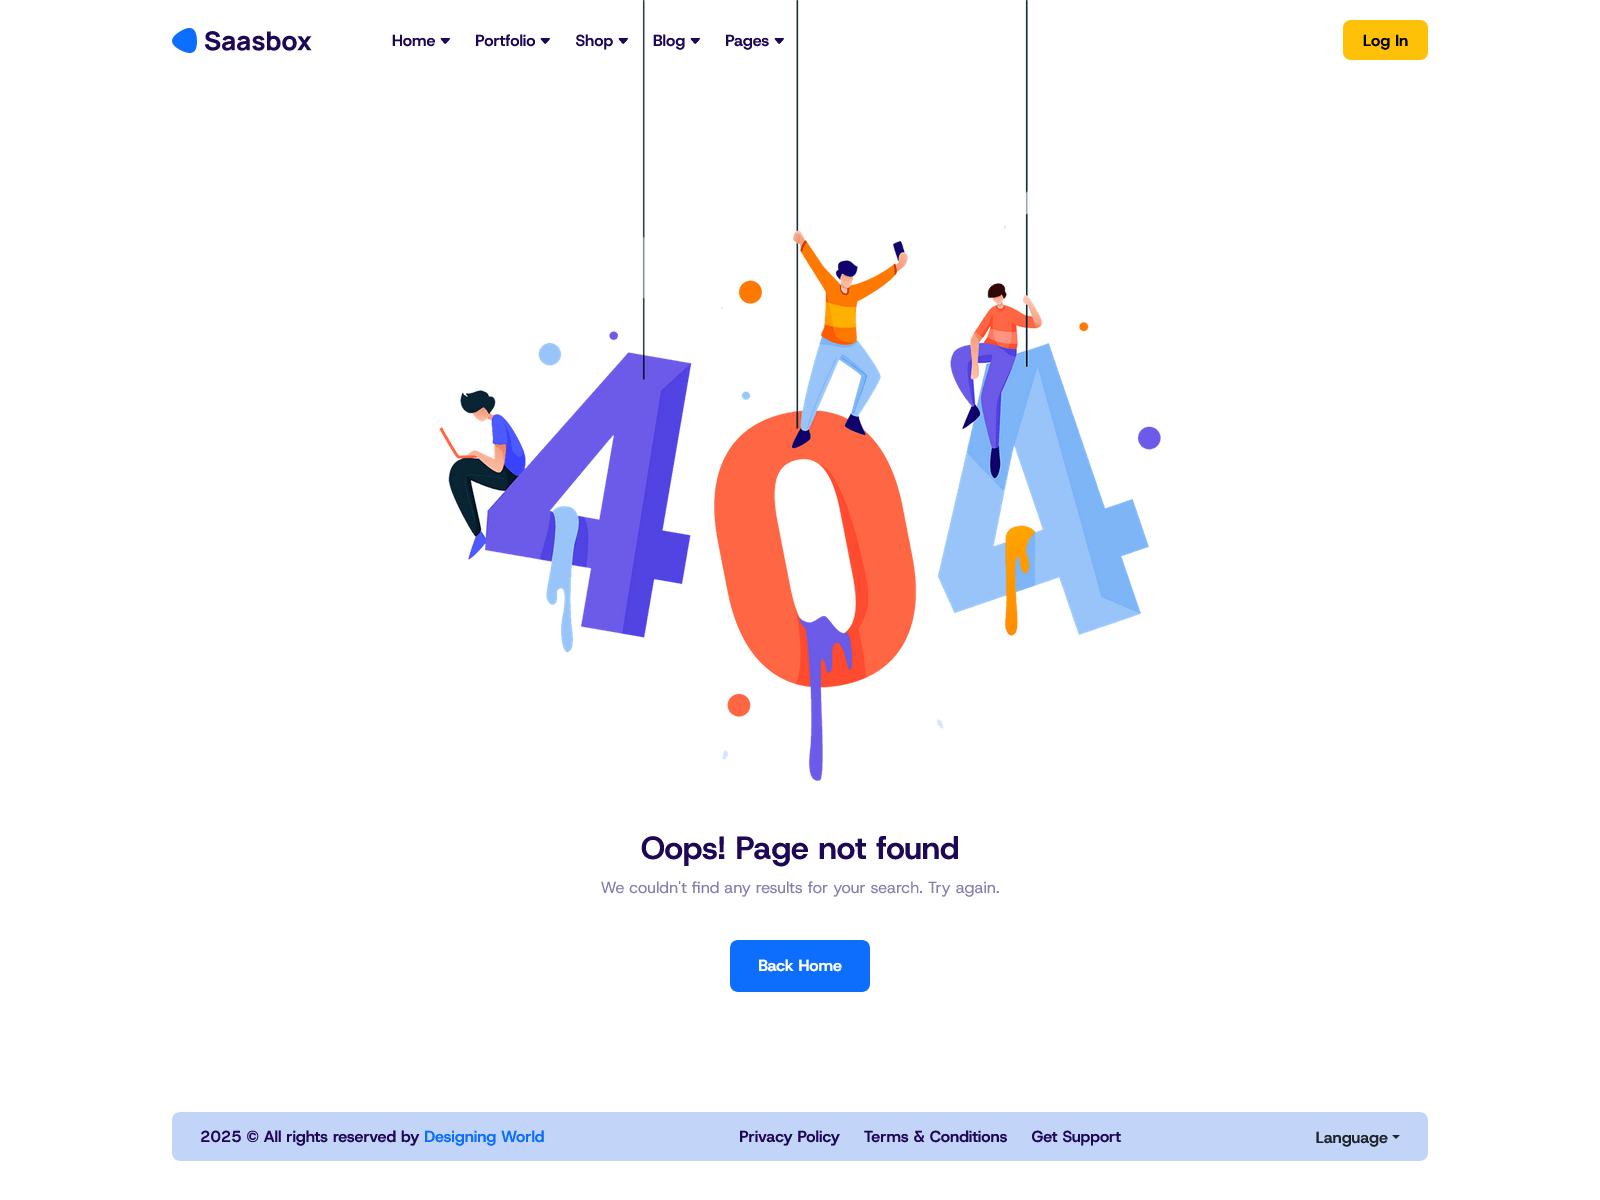 Saasbox
Home Portfolio Shop Blog Pages
Log In
404
Oops! Page not found
We couldn't find any results for your search. Try again.
Back Home
2025 © All rights reserved by Designing World
Privacy Policy Terms & Conditions Get Support
Language